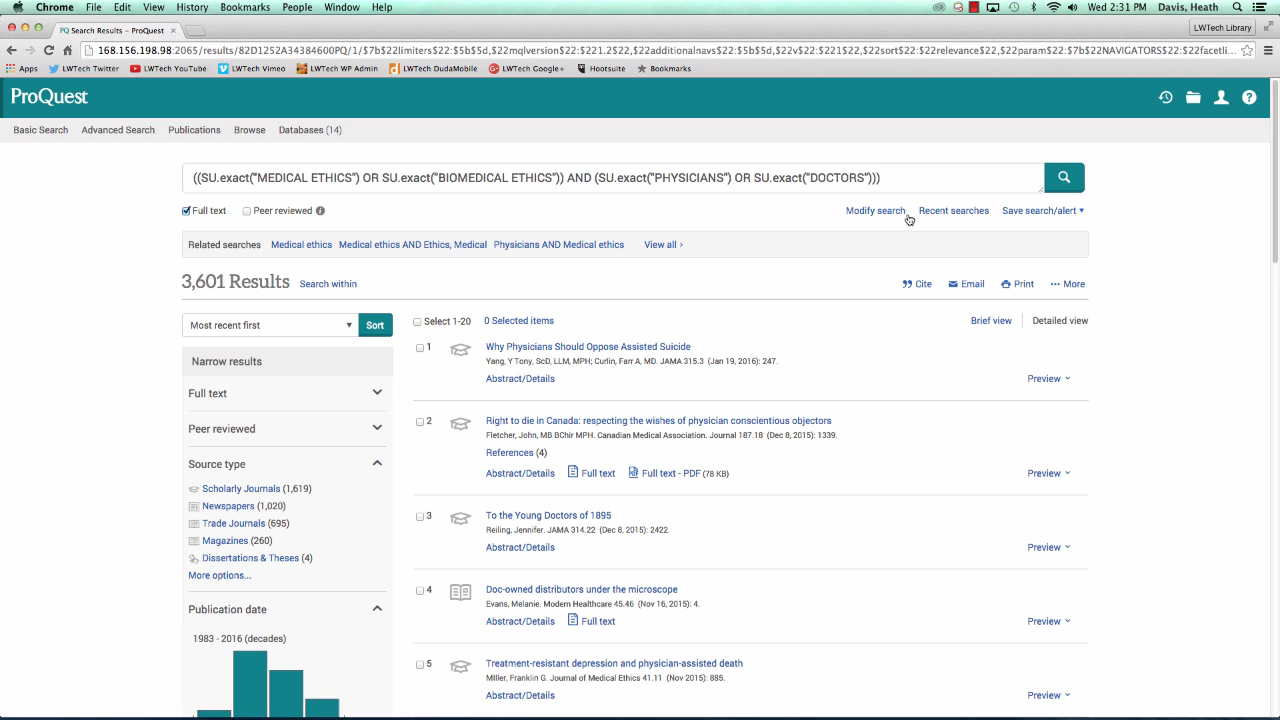 Chrome File Edit View History Bookmarks People Window Help Wed 2:31 PM Davis, Heath
PQ Search Results – ProQuest LWTech Library
168.156.198.98:2065/results/82D1252A34384600PQ/1/$7b$22limiters$22:$5b$5d,$22mqlversion$22:$221.2$22,$22additionalnavs$22:$5b$5d,$22v$22:$221$22,$22sort$22:$22relevance$22,$22param$22:$7b$22NAVIGATORS$22:$22facetli...
Apps LWTech Twitter LWTech YouTube LWTech Vimeo LWTech WP Admin LWTech DudaMobile LWTech Google+ Hootsuite Bookmarks
ProQuest
Basic Search Advanced Search Publications Browse Databases (14)
((SU.exact("MEDICAL ETHICS") OR SU.exact("BIOMEDICAL ETHICS")) AND (SU.exact("PHYSICIANS") OR SU.exact("DOCTORS")))
Full text Peer reviewed Modify search Recent searches Save search/alert
Related searches Medical ethics Medical ethics AND Ethics, Medical Physicians AND Medical ethics View all ›
3,601 Results Search within Cite Email Print More
Most recent first Sort
Select 1-20 0 Selected items Brief view Detailed view
Narrow results
Full text
Peer reviewed
Source type
Scholarly Journals (1,619)
Newspapers (1,020)
Trade Journals (695)
Magazines (260)
Dissertations & Theses (4)
More options...
Publication date
1983 - 2016 (decades)
1 Why Physicians Should Oppose Assisted Suicide
Yang, Y Tony, ScD, LLM, MPH; Curlin, Farr A, MD. JAMA 315.3 (Jan 19, 2016): 247.
Abstract/Details Preview
2 Right to die in Canada: respecting the wishes of physician conscientious objectors
Fletcher, John, MB BChir MPH. Canadian Medical Association. Journal 187.18 (Dec 8, 2015): 1339.
References (4)
Abstract/Details Full text Full text - PDF (78 KB) Preview
3 To the Young Doctors of 1895
Reiling, Jennifer. JAMA 314.22 (Dec 8, 2015): 2422.
Abstract/Details Preview
4 Doc-owned distributors under the microscope
Evans, Melanie. Modern Healthcare 45.46 (Nov 16, 2015): 4.
Abstract/Details Full text Preview
5 Treatment-resistant depression and physician-assisted death
Miller, Franklin G. Journal of Medical Ethics 41.11 (Nov 2015): 885.
Abstract/Details Preview